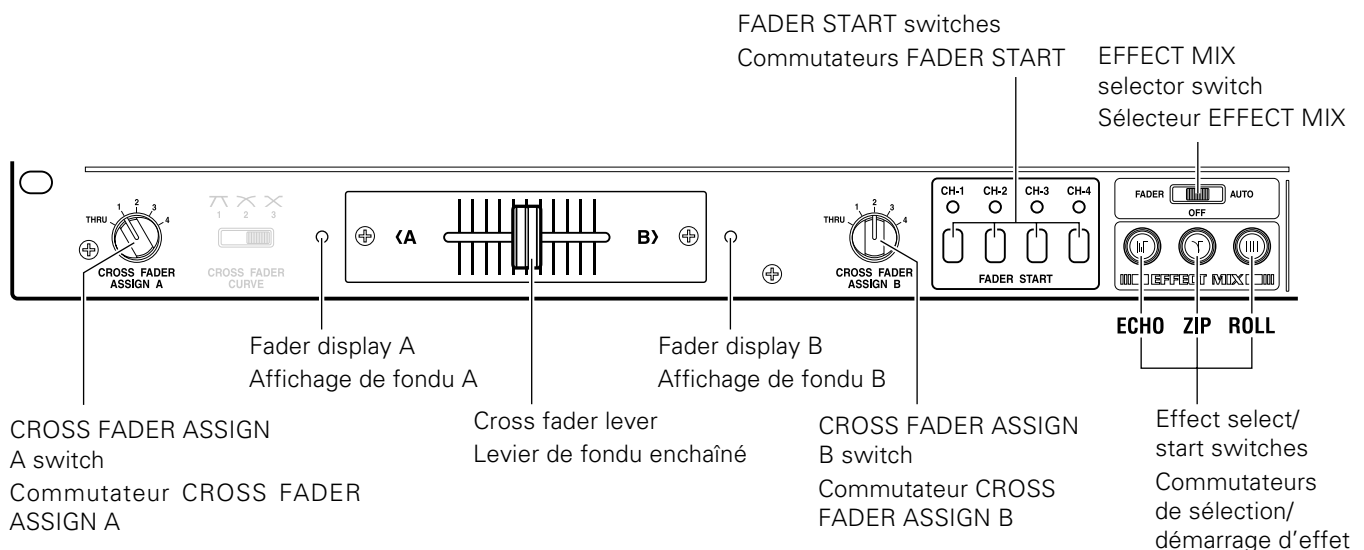 FADER START switches
Commutateurs FADER START
EFFECT MIX
selector switch
Sélecteur EFFECT MIX
THRU 1 2 3 4
CROSS FADER
ASSIGN A
1 2 3
CROSS FADER
CURVE
⟨A
B⟩
THRU 1 2 3 4
CROSS FADER
ASSIGN B
CH-1 CH-2 CH-3 CH-4
FADER START
FADER AUTO
OFF
EFFECT MIX
ECHO ZIP ROLL
Fader display A
Affichage de fondu A
Fader display B
Affichage de fondu B
CROSS FADER ASSIGN
A switch
Commutateur CROSS FADER
ASSIGN A
Cross fader lever
Levier de fondu enchaîné
CROSS FADER ASSIGN
B switch
Commutateur CROSS
FADER ASSIGN B
Effect select/
start switches
Commutateurs
de sélection/
démarrage d'effet